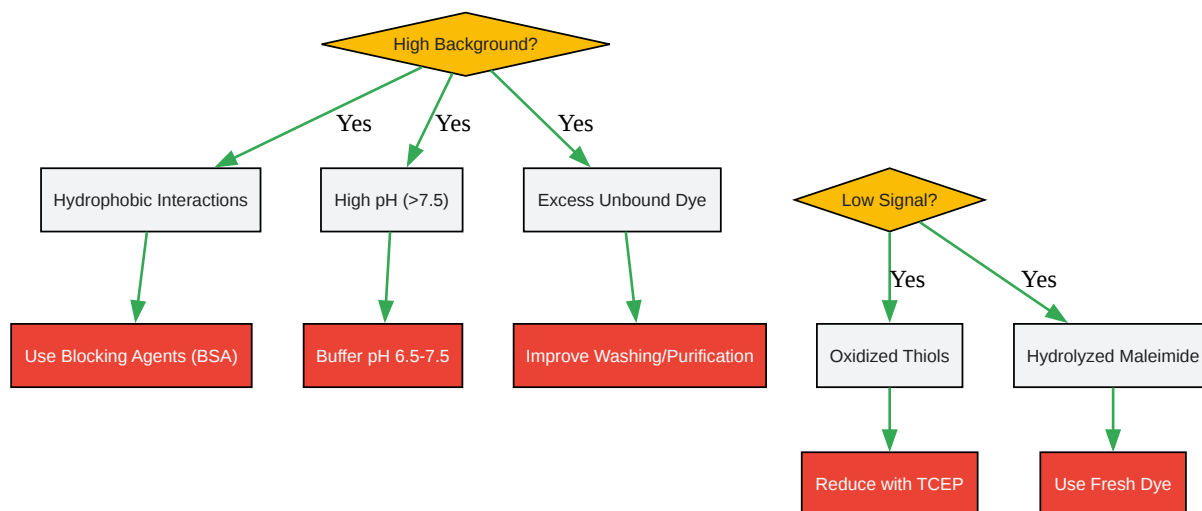 High Background?
Yes
Yes
Yes
Hydrophobic Interactions
High pH (>7.5)
Excess Unbound Dye
Low Signal?
Yes
Yes
Use Blocking Agents (BSA)
Buffer pH 6.5-7.5
Improve Washing/Purification
Oxidized Thiols
Hydrolyzed Maleimide
Reduce with TCEP
Use Fresh Dye